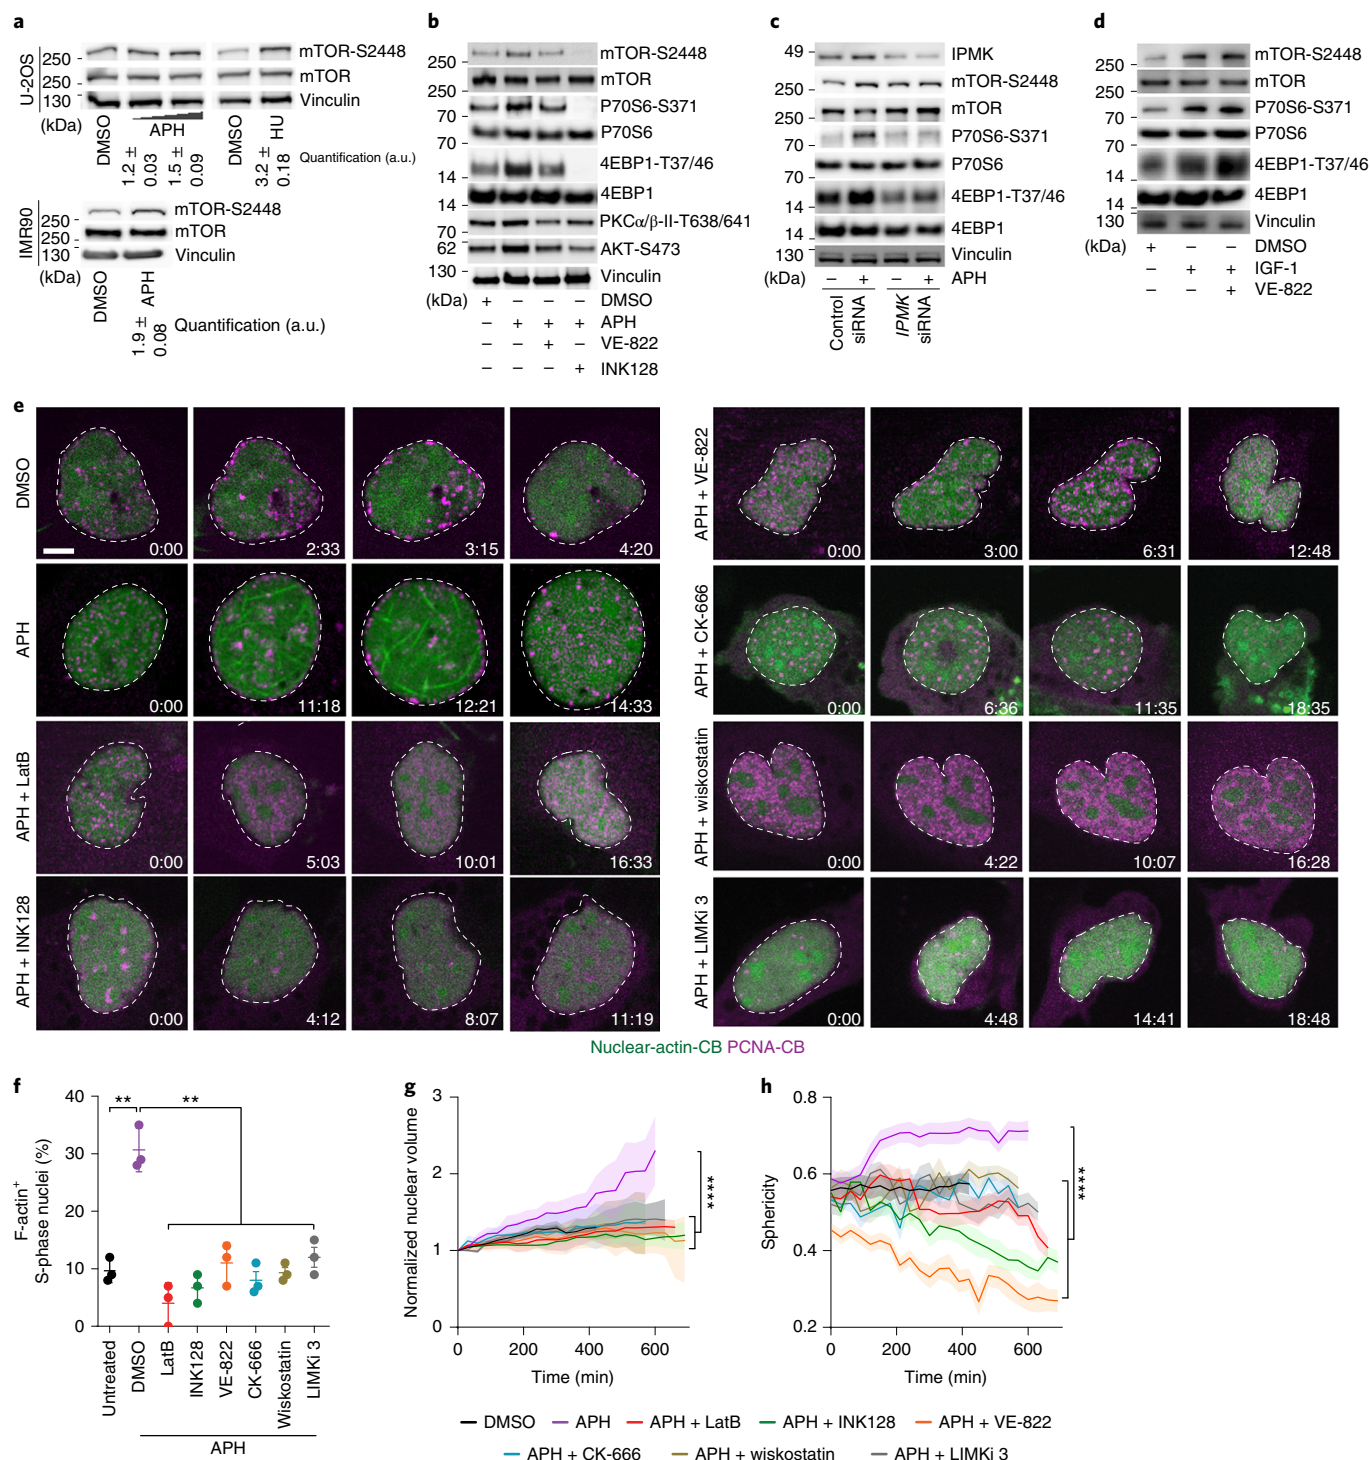 a
U-2OS
250
250
130
(kDa)
mTOR-S2448
mTOR
Vinculin
DMSO
APH
DMSO
HU
1.2 ± 0.03
1.5 ± 0.09
3.2 ± 0.18
Quantification (a.u.)
IMR90
250
250
130
(kDa)
mTOR-S2448
mTOR
Vinculin
DMSO
APH
1.9 ± 0.08
Quantification (a.u.)
b
250
250
70
70
14
14
70
62
130
(kDa)
mTOR-S2448
mTOR
P70S6-S371
P70S6
4EBP1-T37/46
4EBP1
PKCα/β-II-T638/641
AKT-S473
Vinculin
+ – – – DMSO
– + + + APH
– – + – VE-822
– – – + INK128
c
49
250
250
70
70
14
14
130
(kDa)
IPMK
mTOR-S2448
mTOR
P70S6-S371
P70S6
4EBP1-T37/46
4EBP1
Vinculin
– + – + APH
Control siRNA
IPMK siRNA
d
250
250
70
70
14
14
130
(kDa)
mTOR-S2448
mTOR
P70S6-S371
P70S6
4EBP1-T37/46
4EBP1
Vinculin
+ – – DMSO
– + + IGF-1
– – + VE-822
e
DMSO
0:00 2:33 3:15 4:20
APH
0:00 11:18 12:21 14:33
APH + LatB
0:00 5:03 10:01 16:33
APH + INK128
0:00 4:12 8:07 11:19
APH + VE-822
0:00 3:00 6:31 12:48
APH + CK-666
0:00 6:36 11:35 18:35
APH + wiskostatin
0:00 4:22 10:07 16:28
APH + LIMKi 3
0:00 4:48 14:41 18:48
Nuclear-actin-CB PCNA-CB
f
F-actin+
S-phase nuclei (%)
40
30
20
10
0
** **
Untreated
DMSO
LatB
INK128
VE-822
CK-666
Wiskostatin
LIMKi 3
APH
g
Normalized nuclear volume
3
2
1
0
****
0 200 400 600
Time (min)
h
Sphericity
0.8
0.6
0.4
0.2
****
0 200 400 600
Time (min)
DMSO APH APH + LatB APH + INK128 APH + VE-822
APH + CK-666 APH + wiskostatin APH + LIMKi 3